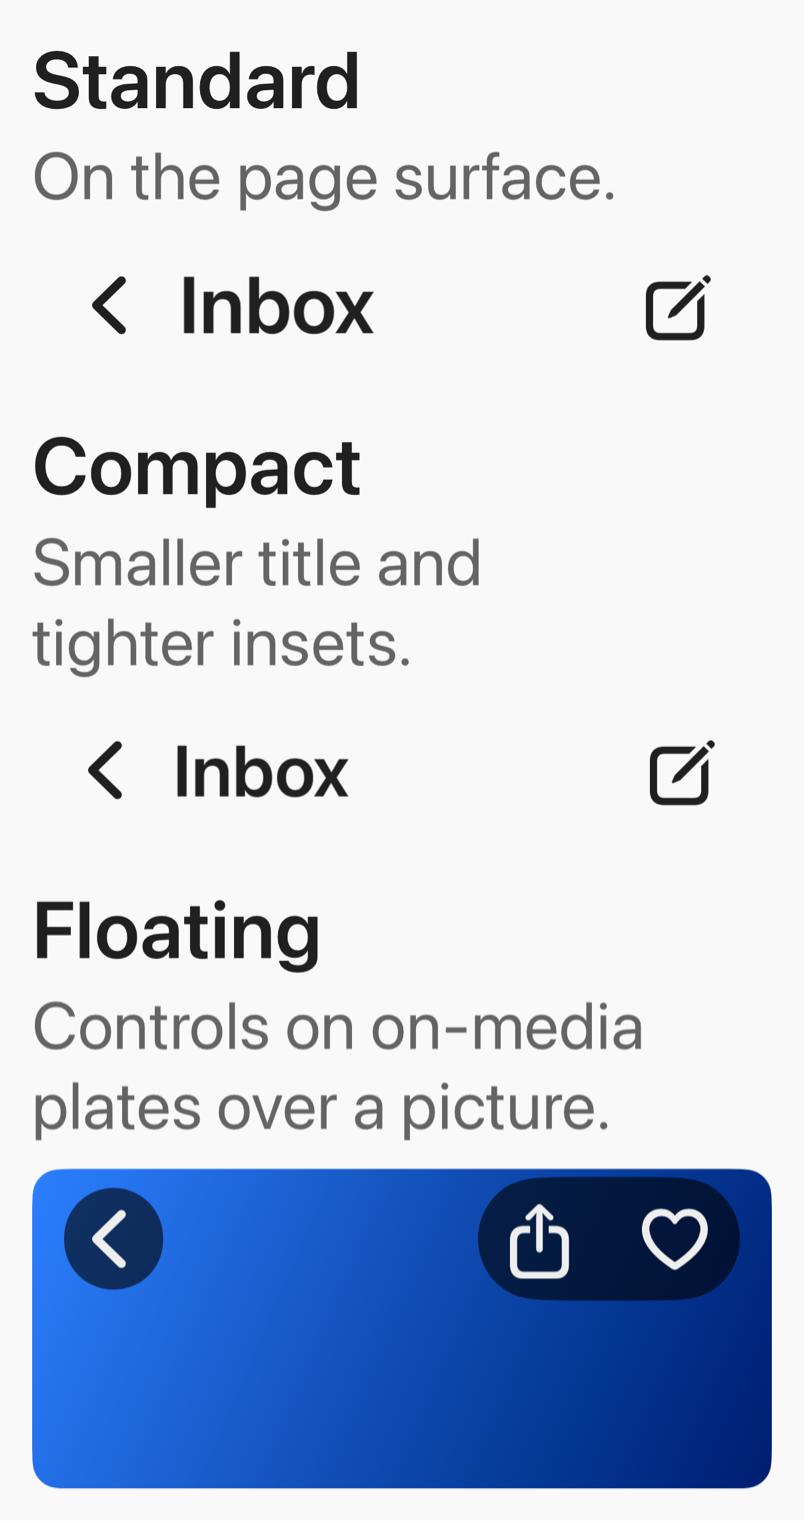 Standard
On the page surface.
Inbox
Compact
Smaller title and
tighter insets.
Inbox
Floating
Controls on on-media
plates over a picture.